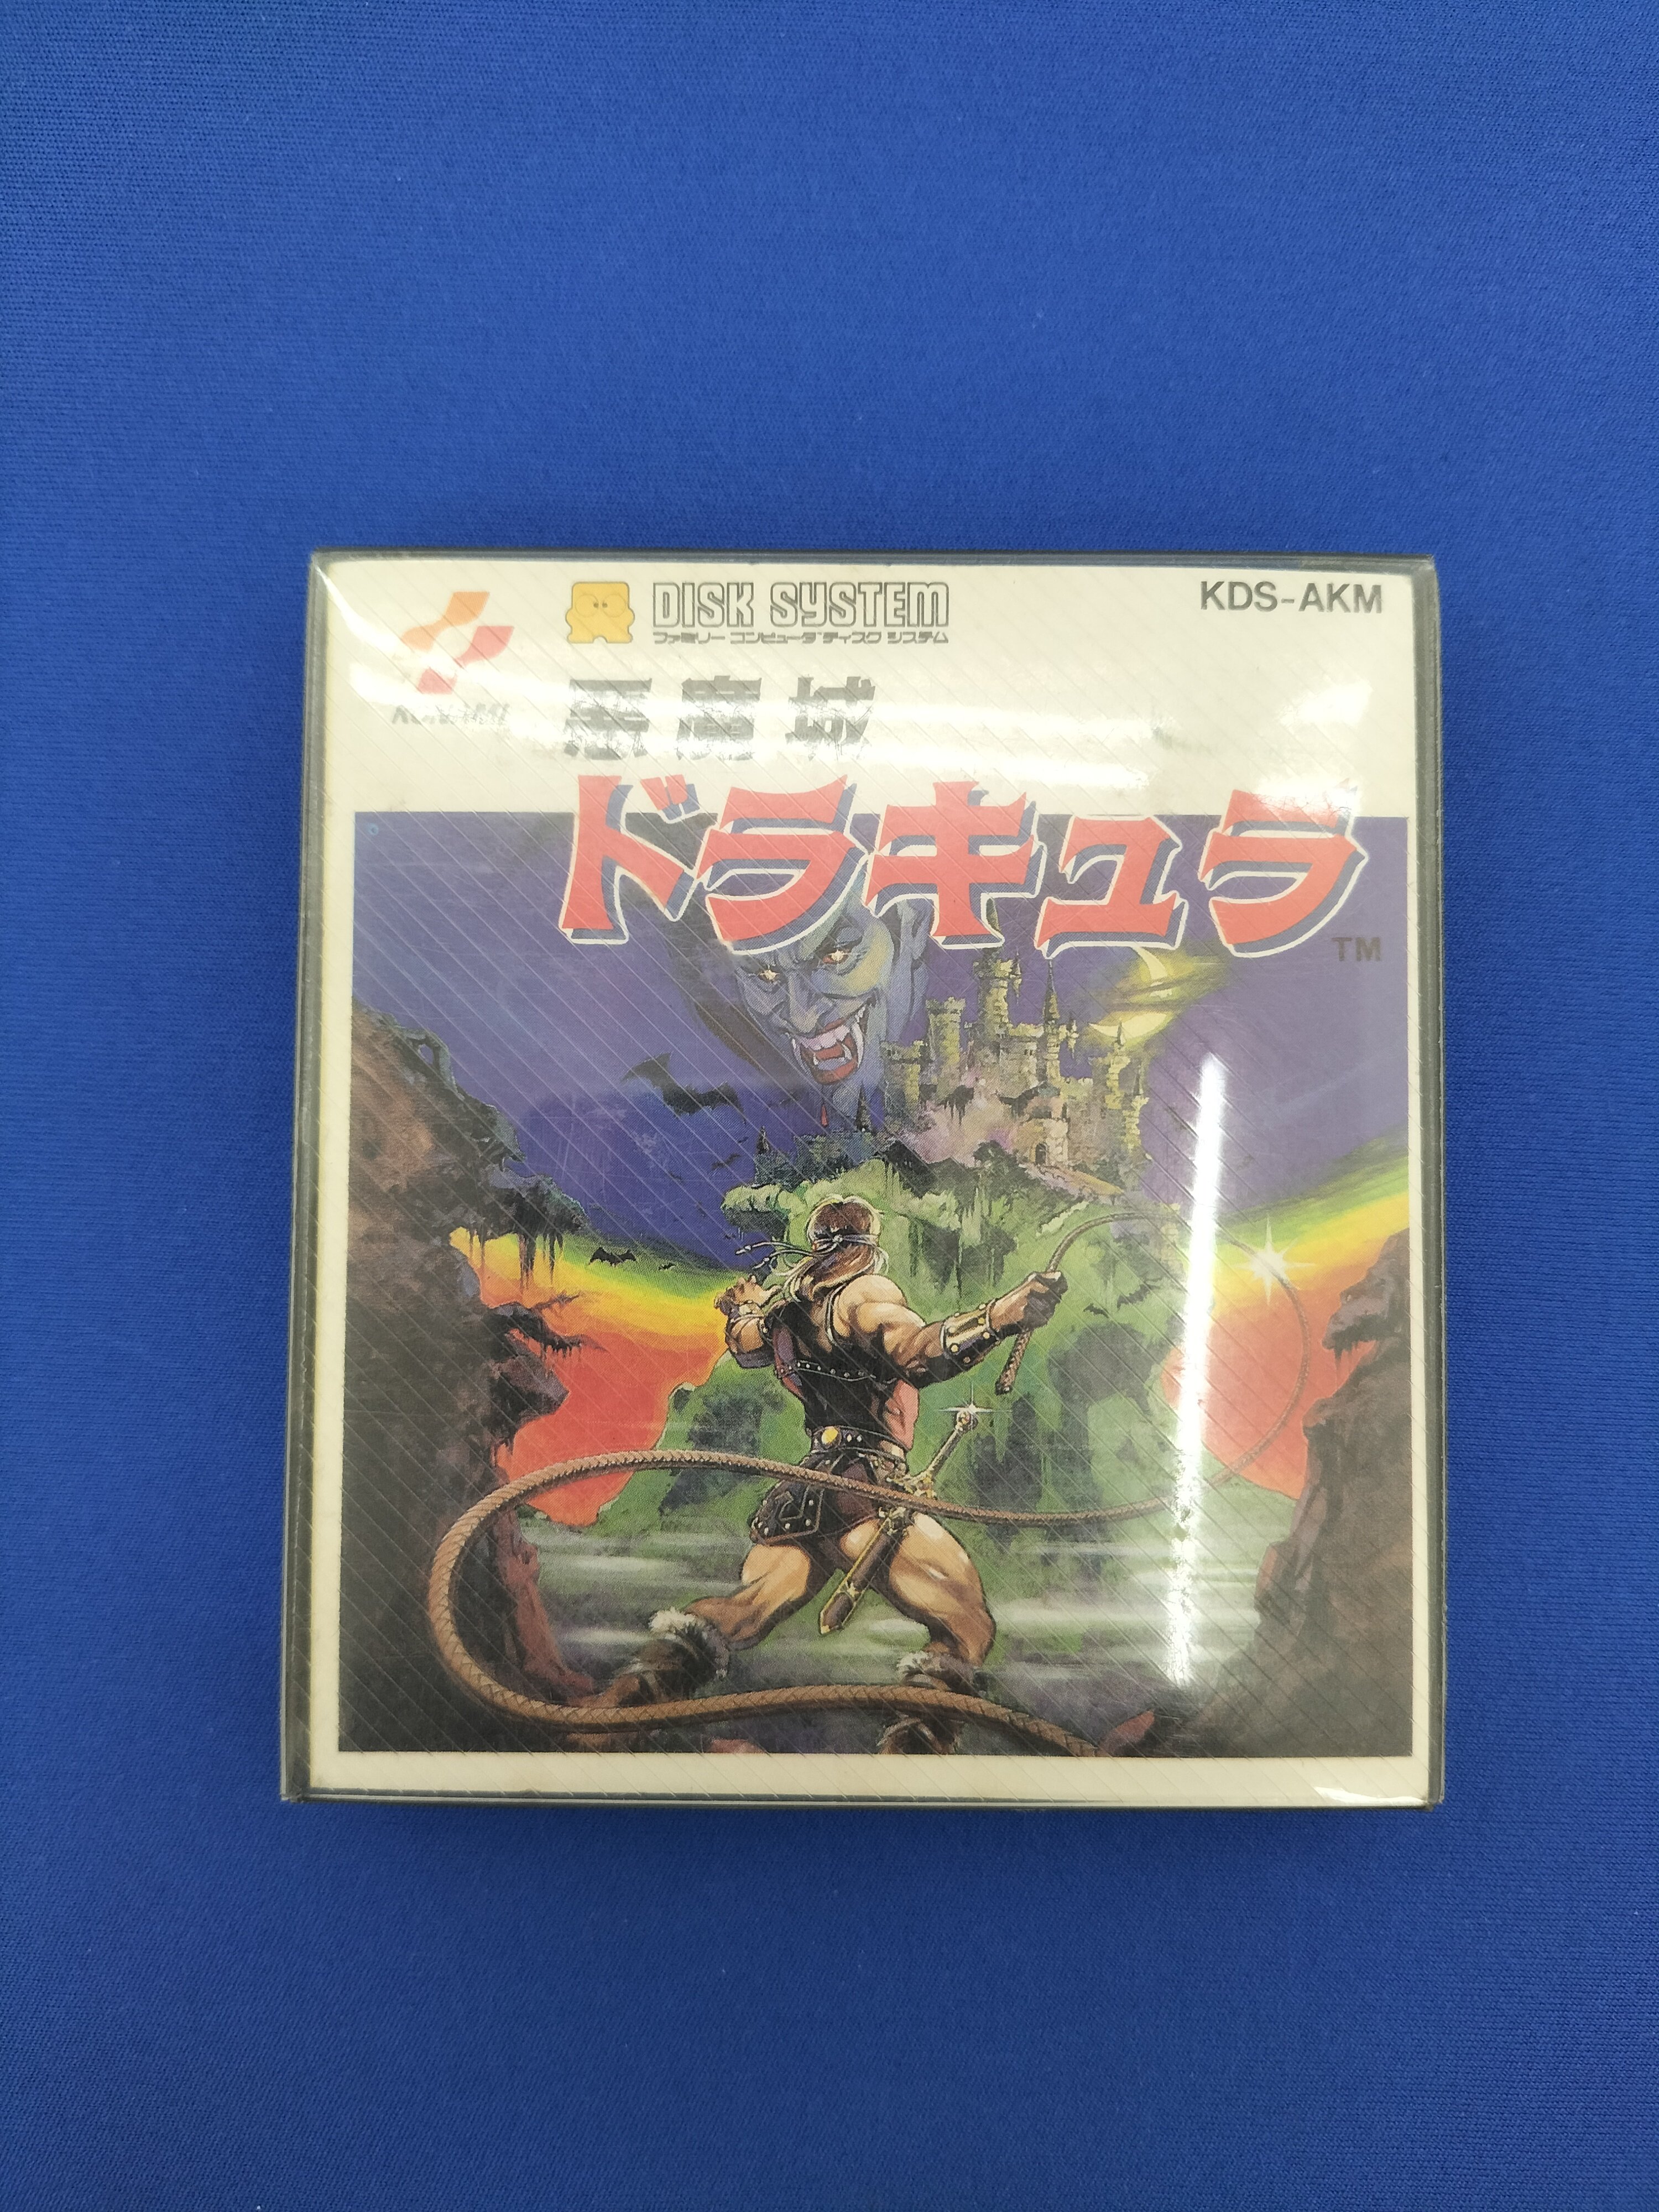 DISK SYSTEM
ファミリー コンピュータ ディスク システム
KDS-AKM
KONAMI
悪魔城
ドラキュラ
TM